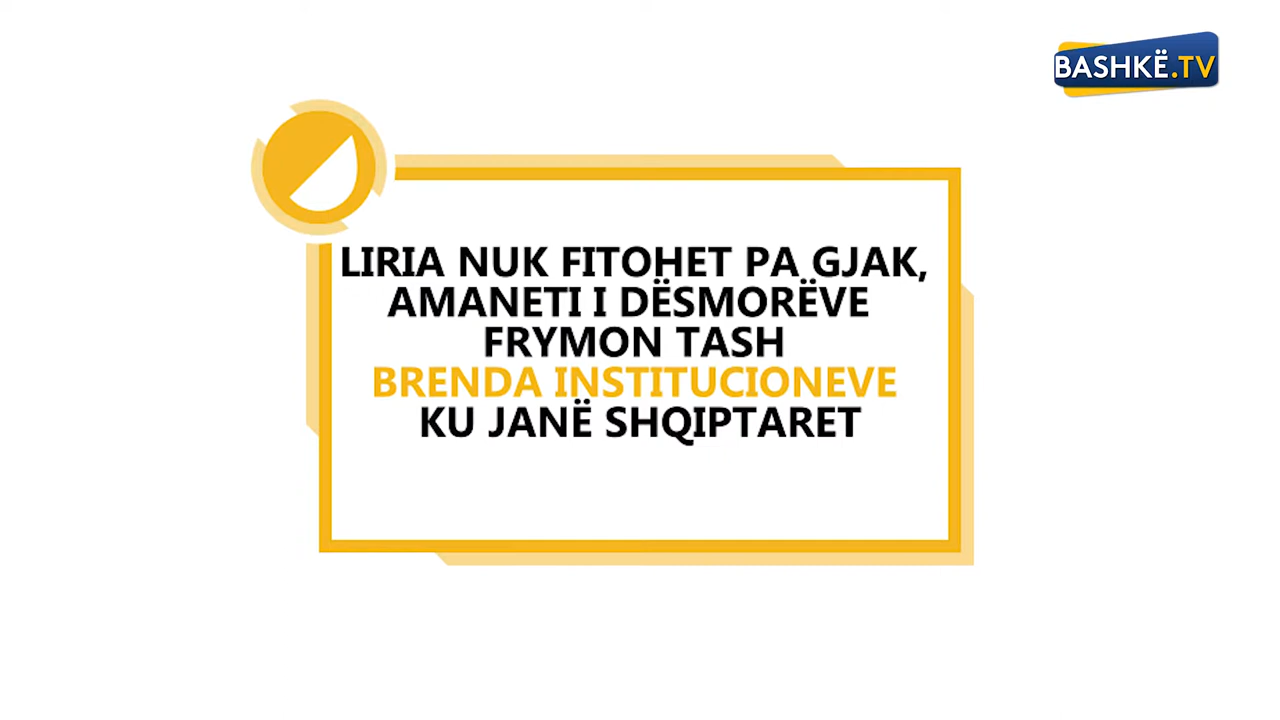 BASHKË.TV
LIRIA NUK FITOHET PA GJAK,
AMANETI I DËSMORËVE
FRYMON TASH
BRENDA INSTITUCIONEVE
KU JANË SHQIPTARET